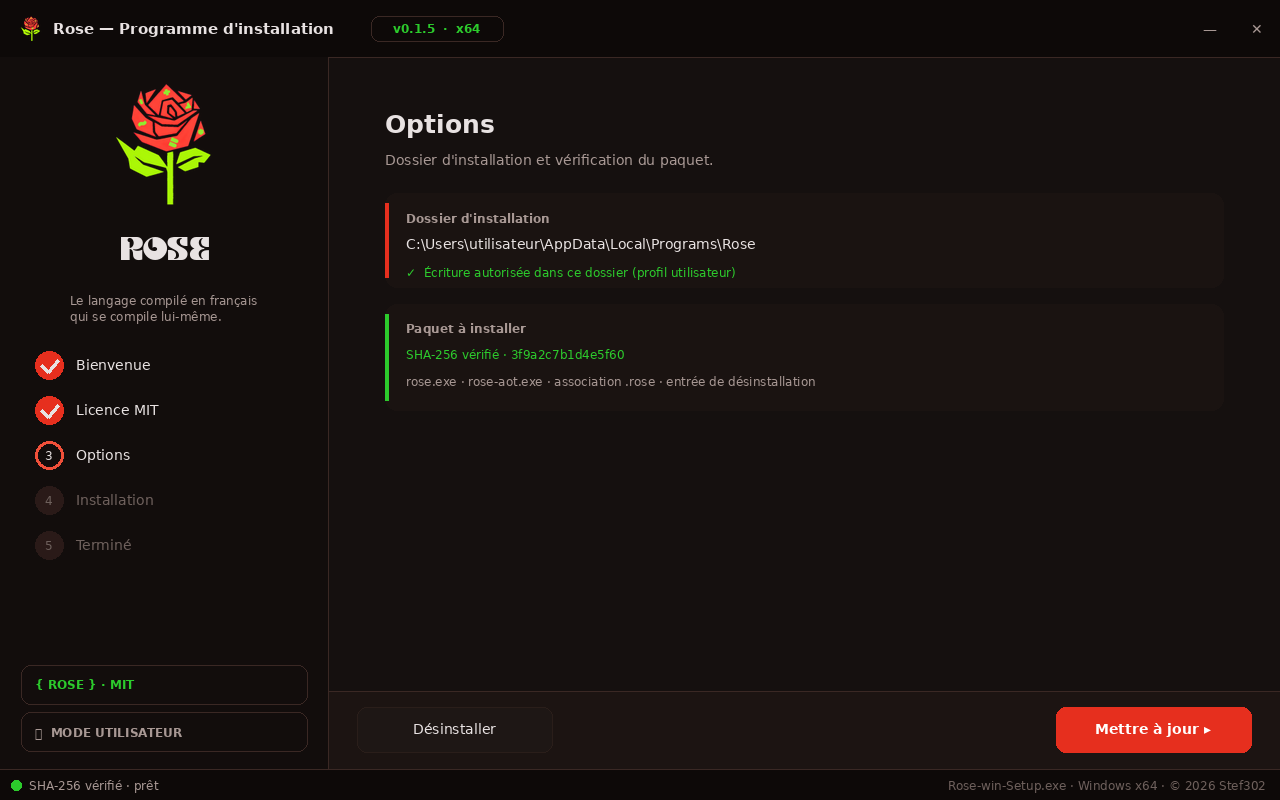 Rose — Programme d'installation
v0.1.5 · x64
ROSE
Le langage compilé en français
qui se compile lui-même.
Bienvenue
Licence MIT
3 Options
4 Installation
5 Terminé
{ ROSE } · MIT
MODE UTILISATEUR
Options
Dossier d'installation et vérification du paquet.
Dossier d'installation
C:\Users\utilisateur\AppData\Local\Programs\Rose
✓ Écriture autorisée dans ce dossier (profil utilisateur)
Paquet à installer
SHA-256 vérifié · 3f9a2c7b1d4e5f60
rose.exe · rose-aot.exe · association .rose · entrée de désinstallation
Désinstaller
Mettre à jour ▸
SHA-256 vérifié · prêt
Rose-win-Setup.exe · Windows x64 · © 2026 Stef302